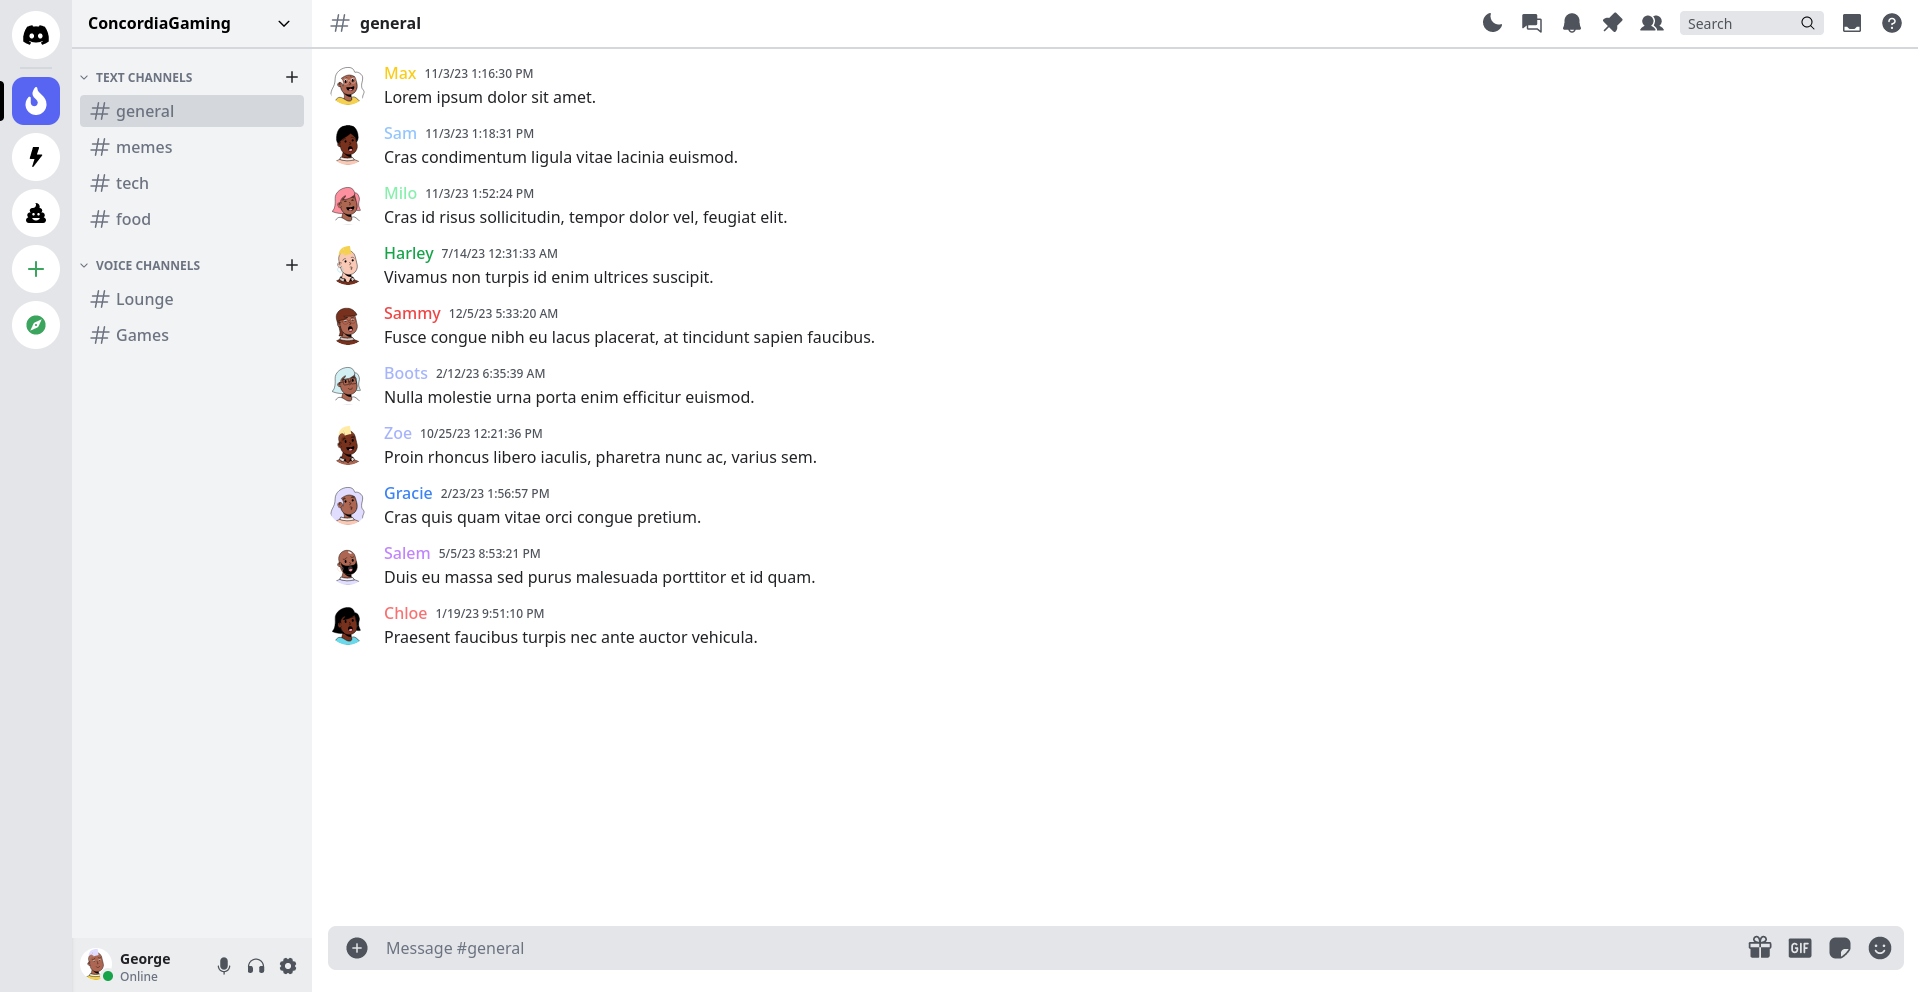 ConcordiaGaming
TEXT CHANNELS
general
memes
tech
food
VOICE CHANNELS
Lounge
Games
George
Online
general
Search
Max 11/3/23 1:16:30 PM
Lorem ipsum dolor sit amet.
Sam 11/3/23 1:18:31 PM
Cras condimentum ligula vitae lacinia euismod.
Milo 11/3/23 1:52:24 PM
Cras id risus sollicitudin, tempor dolor vel, feugiat elit.
Harley 7/14/23 12:31:33 AM
Vivamus non turpis id enim ultrices suscipit.
Sammy 12/5/23 5:33:20 AM
Fusce congue nibh eu lacus placerat, at tincidunt sapien faucibus.
Boots 2/12/23 6:35:39 AM
Nulla molestie urna porta enim efficitur euismod.
Zoe 10/25/23 12:21:36 PM
Proin rhoncus libero iaculis, pharetra nunc ac, varius sem.
Gracie 2/23/23 1:56:57 PM
Cras quis quam vitae orci congue pretium.
Salem 5/5/23 8:53:21 PM
Duis eu massa sed purus malesuada porttitor et id quam.
Chloe 1/19/23 9:51:10 PM
Praesent faucibus turpis nec ante auctor vehicula.
Message #general
GIF